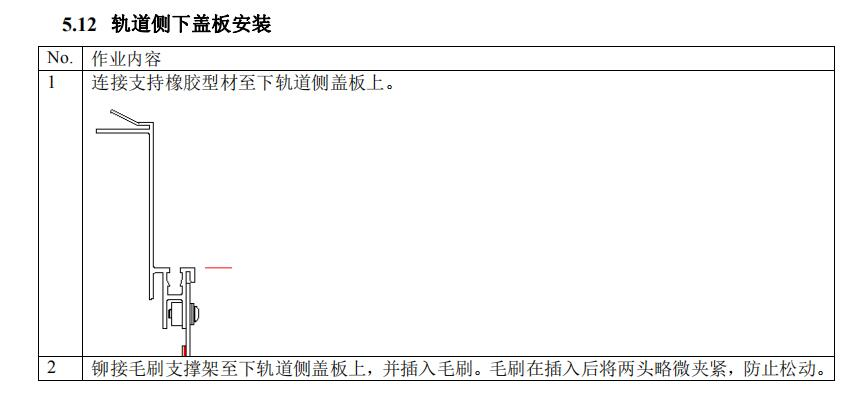 5.12 轨道侧下盖板安装
No. 作业内容
1 连接支持橡胶型材至下轨道侧盖板上。
2 铆接毛刷支撑架至下轨道侧盖板上，并插入毛刷。毛刷在插入后将两头略微夹紧，防止松动。